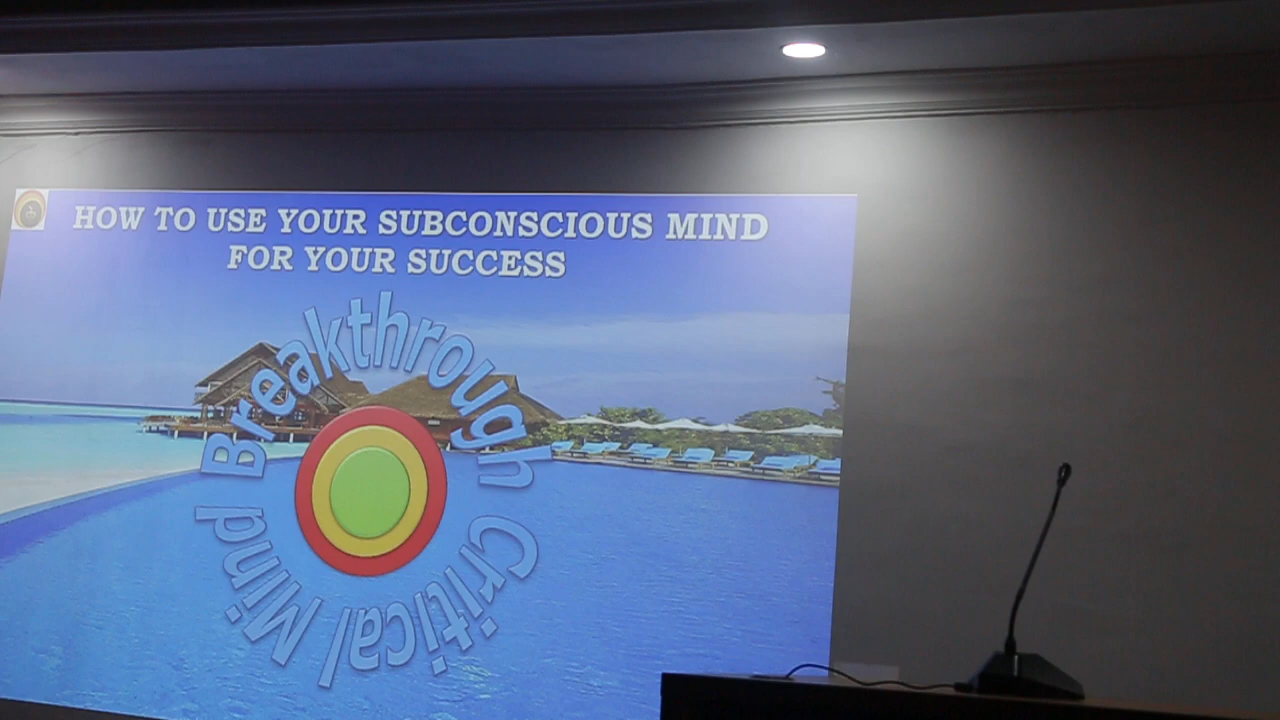 HOW TO USE YOUR SUBCONSCIOUS MIND
FOR YOUR SUCCESS
Breakthrough Critical Mind